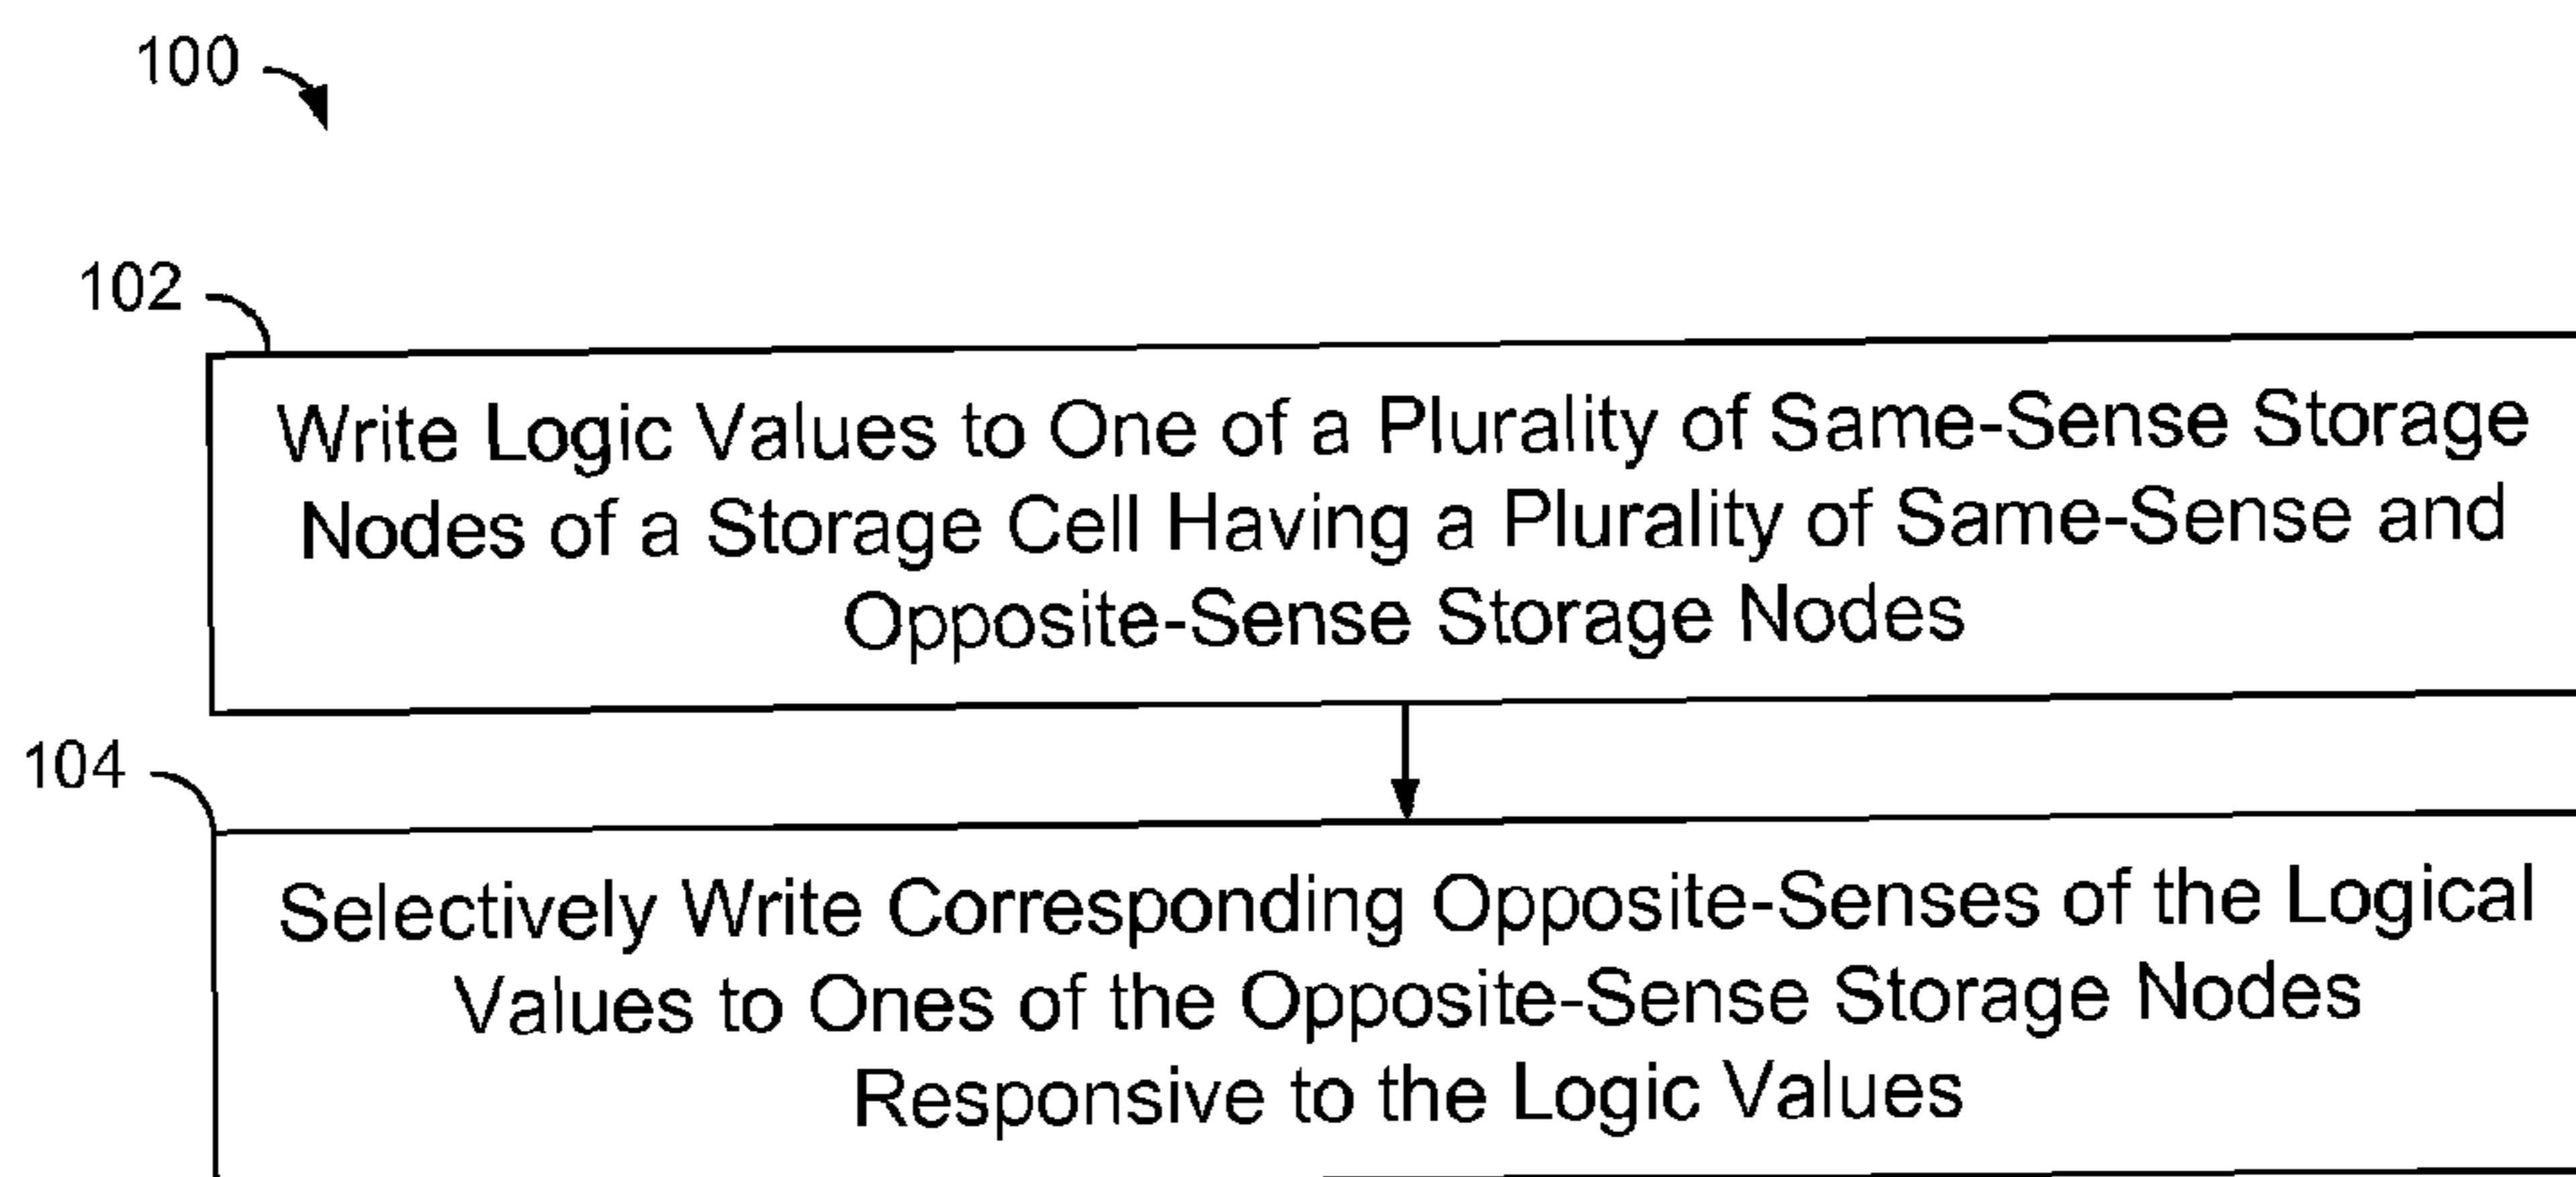 100
102
Write Logic Values to One of a Plurality of Same-Sense Storage
Nodes of a Storage Cell Having a Plurality of Same-Sense and
Opposite-Sense Storage Nodes
104
Selectively Write Corresponding Opposite-Senses of the Logical
Values to Ones of the Opposite-Sense Storage Nodes
Responsive to the Logic Values